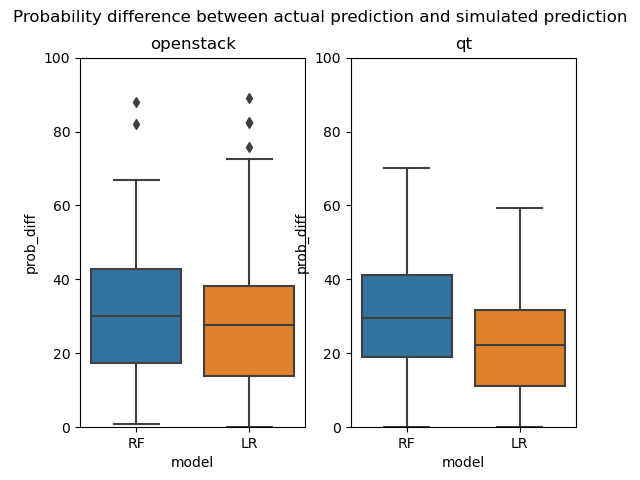 Probability difference between actual prediction and simulated prediction
openstack
100
80
60
40
20
0
prob_diff
RF
LR
model
qt
100
80
60
40
20
0
prob_diff
RF
LR
model